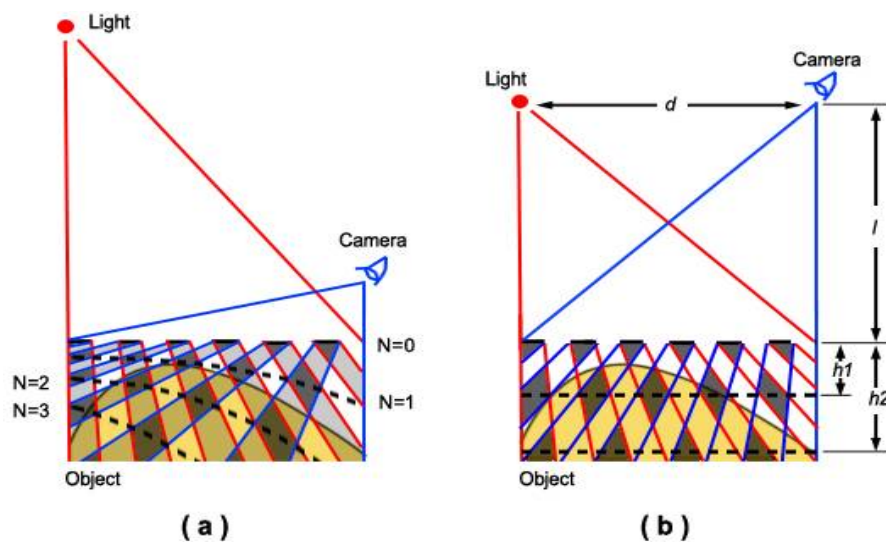 Light
Camera
N=0
N=2
N=3
N=1
Object
( a )
Camera
Light
d
l
h1
h2
Object
( b )